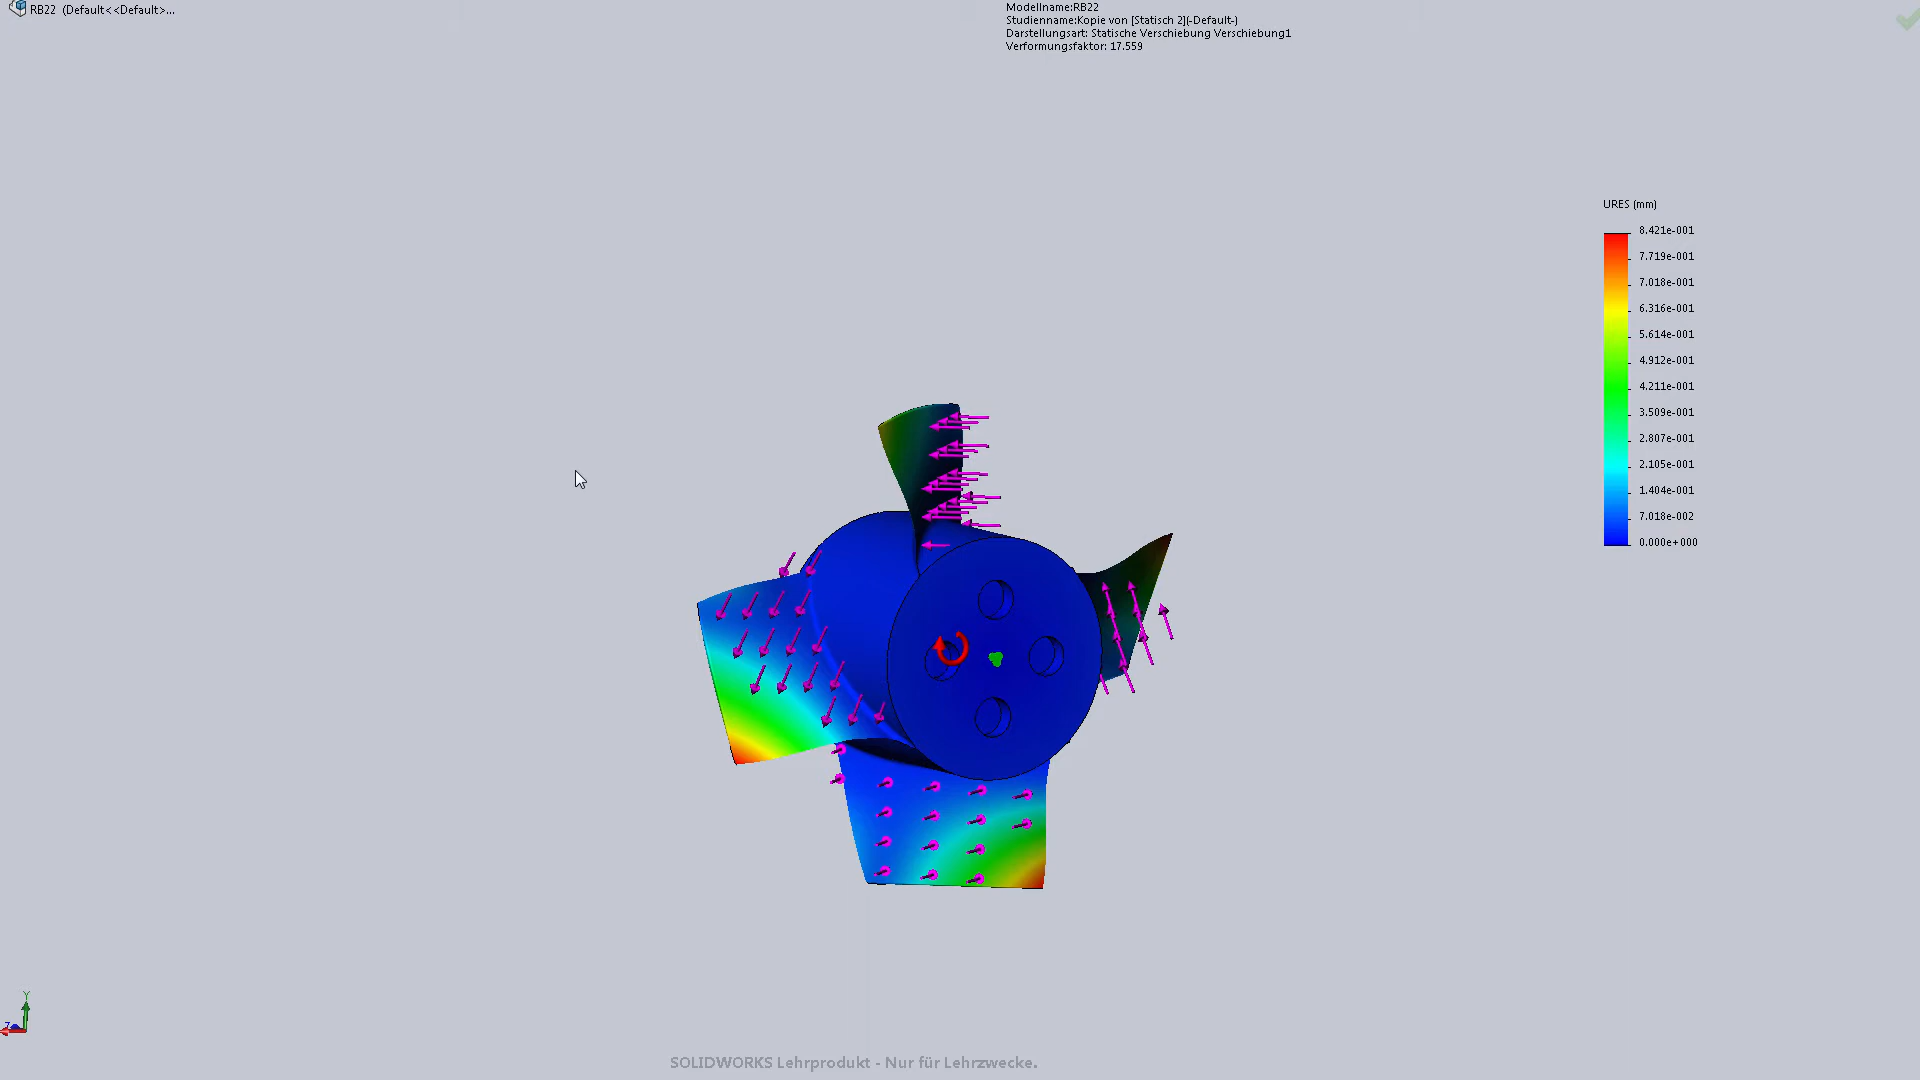 RB22 (Default<<Default>...
Modellname:RB22
Studienname:Kopie von [Statisch 2](-Default-)
Darstellungsart: Statische Verschiebung Verschiebung1
Verformungsfaktor: 17.559
URES (mm)
8.421e-001
7.719e-001
7.018e-001
6.316e-001
5.614e-001
4.912e-001
4.211e-001
3.509e-001
2.807e-001
2.105e-001
1.404e-001
7.018e-002
0.000e+000
Y
Z
SOLIDWORKS Lehrprodukt - Nur für Lehrzwecke.